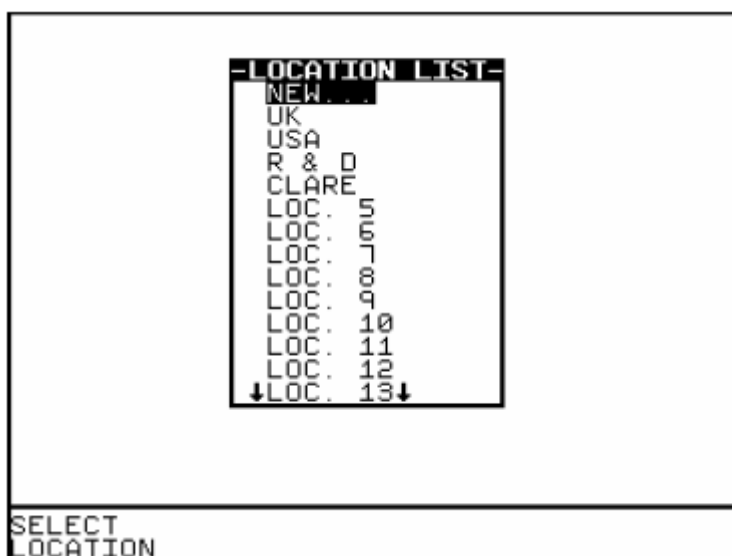 -LOCATION LIST-
NEW...
UK
USA
R & D
CLARE
LOC. 5
LOC. 6
LOC. 7
LOC. 8
LOC. 9
LOC. 10
LOC. 11
LOC. 12
↓LOC. 13↓
SELECT
LOCATION